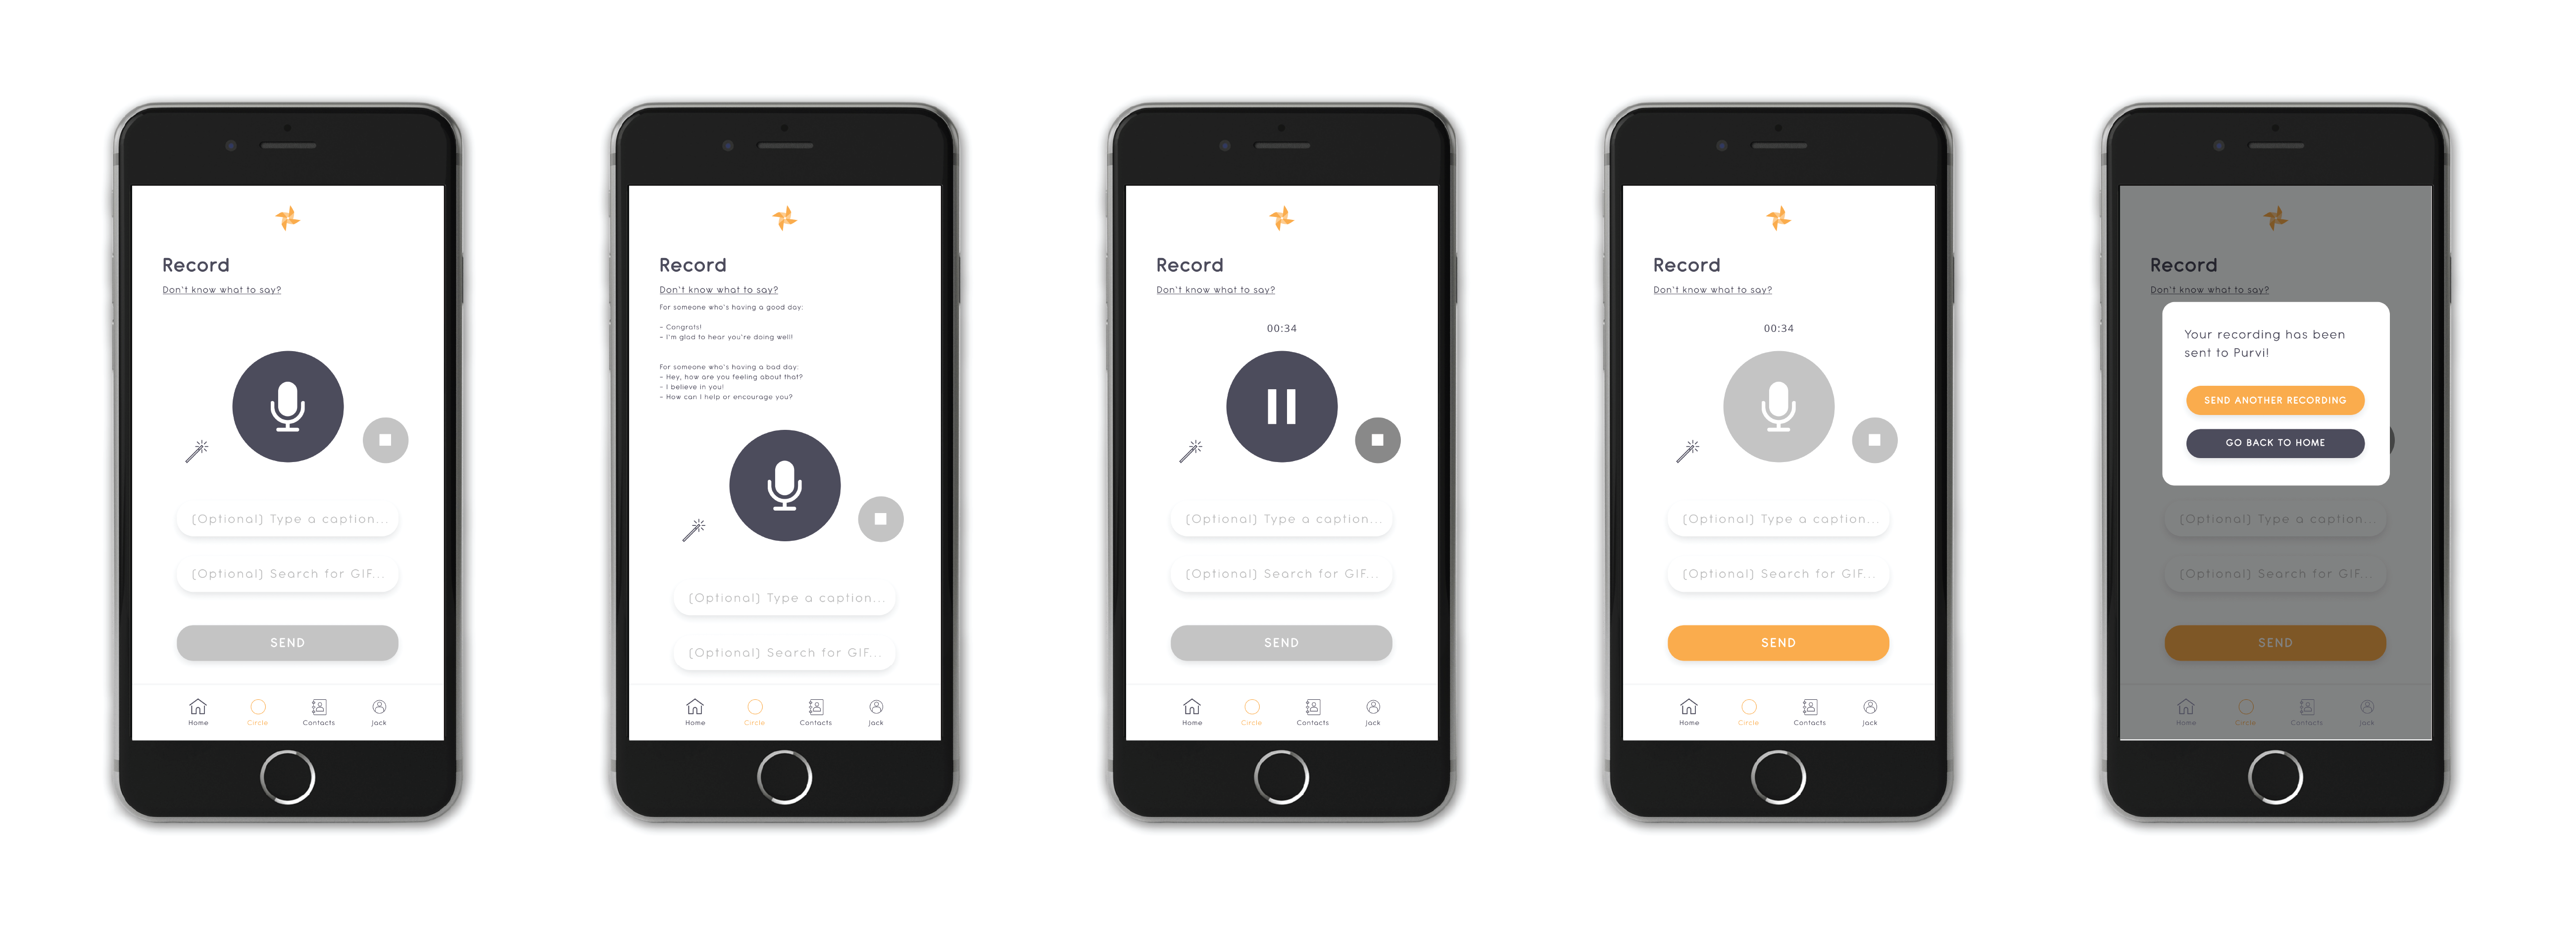 Record
Don't know what to say?
(Optional) Type a caption...
(Optional) Search for GIF...
SEND
Home
Circle
Contacts
Jack
Record
Don't know what to say?
For someone who's having a good day:
- Congrats!
- I'm glad to hear you're doing well!
For someone who's having a bad day:
- Hey, how are you feeling about that?
- I believe in you!
- How can I help or encourage you?
(Optional) Type a caption...
(Optional) Search for GIF...
Home
Circle
Contacts
Jack
Record
Don't know what to say?
00:34
(Optional) Type a caption...
(Optional) Search for GIF...
SEND
Home
Circle
Contacts
Jack
Record
Don't know what to say?
00:34
(Optional) Type a caption...
(Optional) Search for GIF...
SEND
Home
Circle
Contacts
Jack
Record
Don't know what to say?
Your recording has been
sent to Purvi!
SEND ANOTHER RECORDING
GO BACK TO HOME
(Optional) Type a caption...
(Optional) Search for GIF...
SEND
Home
Circle
Contacts
Jack